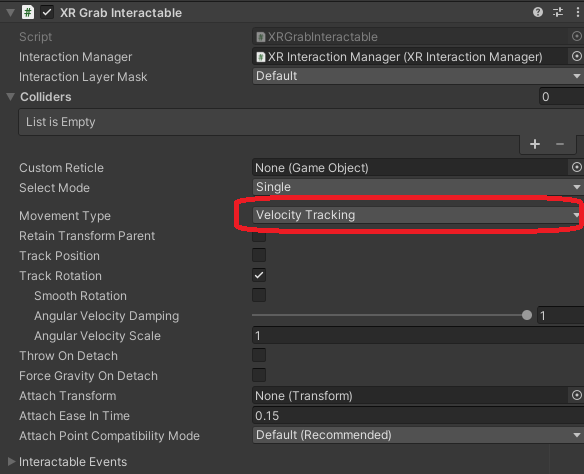 XR Grab Interactable
Script XRGrabInteractable
Interaction Manager XR Interaction Manager (XR Interaction Manager)
Interaction Layer Mask Default
Colliders 0
List is Empty
Custom Reticle None (Game Object)
Select Mode Single
Movement Type Velocity Tracking
Retain Transform Parent
Track Position
Track Rotation
Smooth Rotation
Angular Velocity Damping 1
Angular Velocity Scale 1
Throw On Detach
Force Gravity On Detach
Attach Transform None (Transform)
Attach Ease In Time 0.15
Attach Point Compatibility Mode Default (Recommended)
Interactable Events